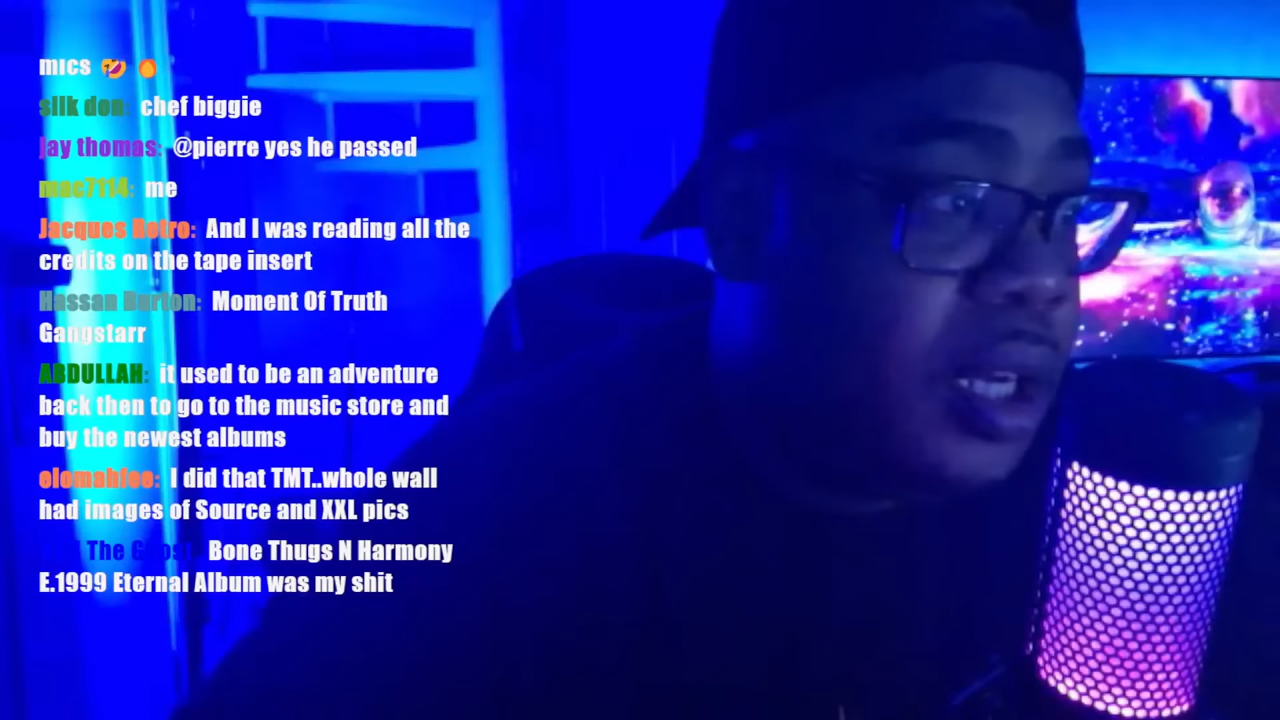 mics 🤣 🔥
slik don: chef biggie
jay thomas: @pierre yes he passed
mac7114: me
Jacques Retro: And I was reading all the
credits on the tape insert
Hassan Burton: Moment Of Truth
Gangstarr
ABDULLAH: it used to be an adventure
back then to go to the music store and
buy the newest albums
elomahfee: I did that TMT..whole wall
had images of Source and XXL pics
The Ghost: Bone Thugs N Harmony
E.1999 Eternal Album was my shit